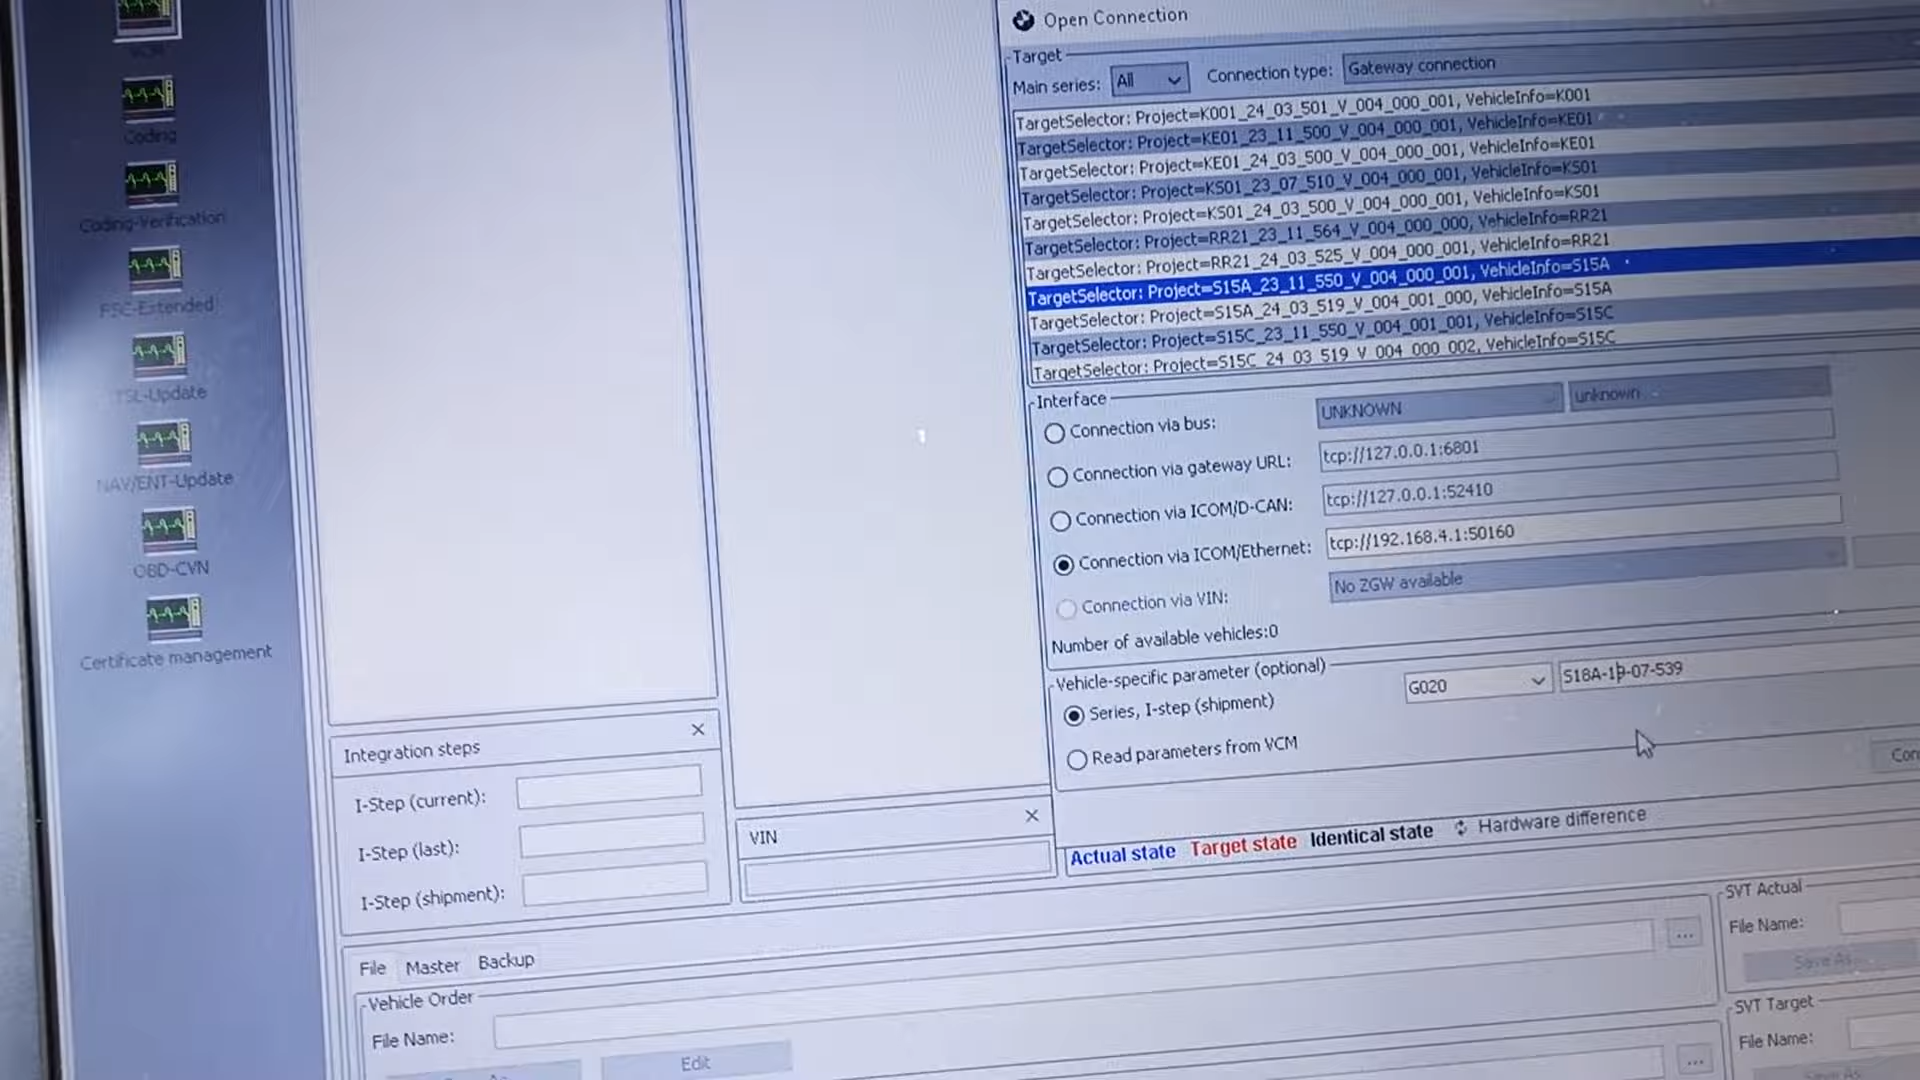 Open Connection
Target
Main series: All Connection type: Gateway connection
TargetSelector: Project=K001_24_03_501_V_004_000_001, VehicleInfo=K001
TargetSelector: Project=KE01_23_11_500_V_004_000_001, VehicleInfo=KE01
TargetSelector: Project=KE01_24_03_500_V_004_000_001, VehicleInfo=KE01
TargetSelector: Project=KS01_23_07_510_V_004_000_001, VehicleInfo=KS01
TargetSelector: Project=KS01_24_03_500_V_004_000_001, VehicleInfo=KS01
TargetSelector: Project=RR21_23_11_564_V_004_000_000, VehicleInfo=RR21
TargetSelector: Project=RR21_24_03_525_V_004_000_001, VehicleInfo=RR21
TargetSelector: Project=S15A_23_11_550_V_004_000_001, VehicleInfo=S15A
TargetSelector: Project=S15A_24_03_519_V_004_001_000, VehicleInfo=S15A
TargetSelector: Project=S15C_23_11_550_V_004_001_001, VehicleInfo=S15C
TargetSelector: Project=S15C_24_03_519_V_004_000_002, VehicleInfo=S15C
Interface
Connection via bus: UNKNOWN unknown
Connection via gateway URL: tcp://127.0.0.1:6801
Connection via ICOM/D-CAN: tcp://127.0.0.1:52410
Connection via ICOM/Ethernet: tcp://192.168.4.1:50160
Connection via VIN: No ZGW available
Number of available vehicles:0
Vehicle-specific parameter (optional)
Series, I-step (shipment) G020 S18A-19-07-539
Read parameters from VCM
Coding
Coding-Verification
FSC-Extended
TSL-Update
NAV/ENT-Update
OBD-CVN
Certificate management
Integration steps
I-Step (current):
I-Step (last):
I-Step (shipment):
VIN
Actual state Target state Identical state Hardware difference
File Master Backup
Vehicle Order
File Name:
Edit
...
...
SVT Actual
File Name:
Save As...
SVT Target
File Name: